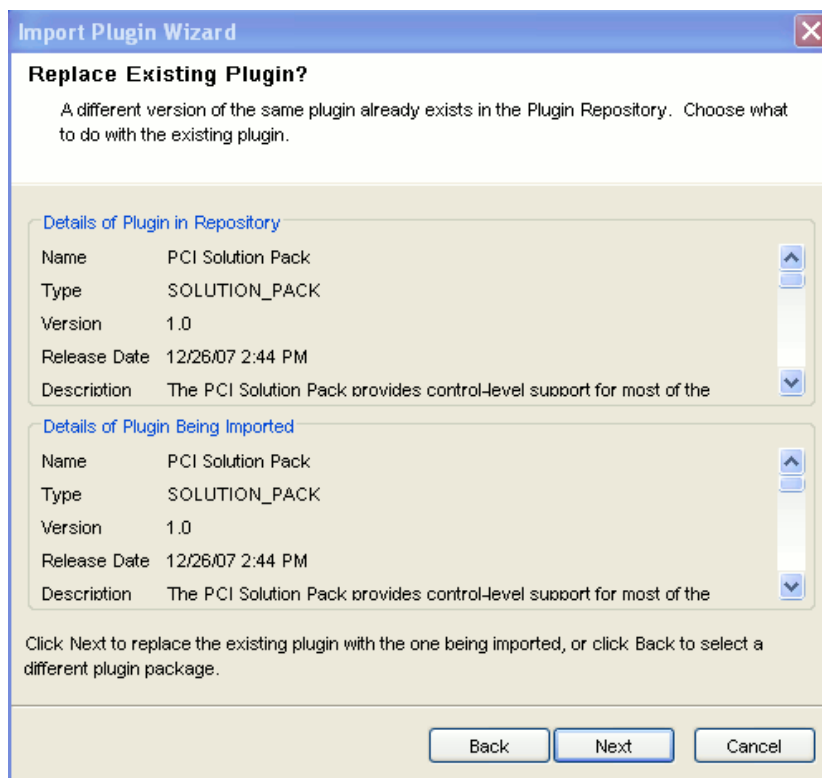 Import Plugin Wizard
Replace Existing Plugin?
A different version of the same plugin already exists in the Plugin Repository. Choose what
to do with the existing plugin.
Details of Plugin in Repository
Name PCI Solution Pack
Type SOLUTION_PACK
Version 1.0
Release Date 12/26/07 2:44 PM
Description The PCI Solution Pack provides control-level support for most of the
Details of Plugin Being Imported
Name PCI Solution Pack
Type SOLUTION_PACK
Version 1.0
Release Date 12/26/07 2:44 PM
Description The PCI Solution Pack provides control-level support for most of the
Click Next to replace the existing plugin with the one being imported, or click Back to select a
different plugin package.
Back Next Cancel